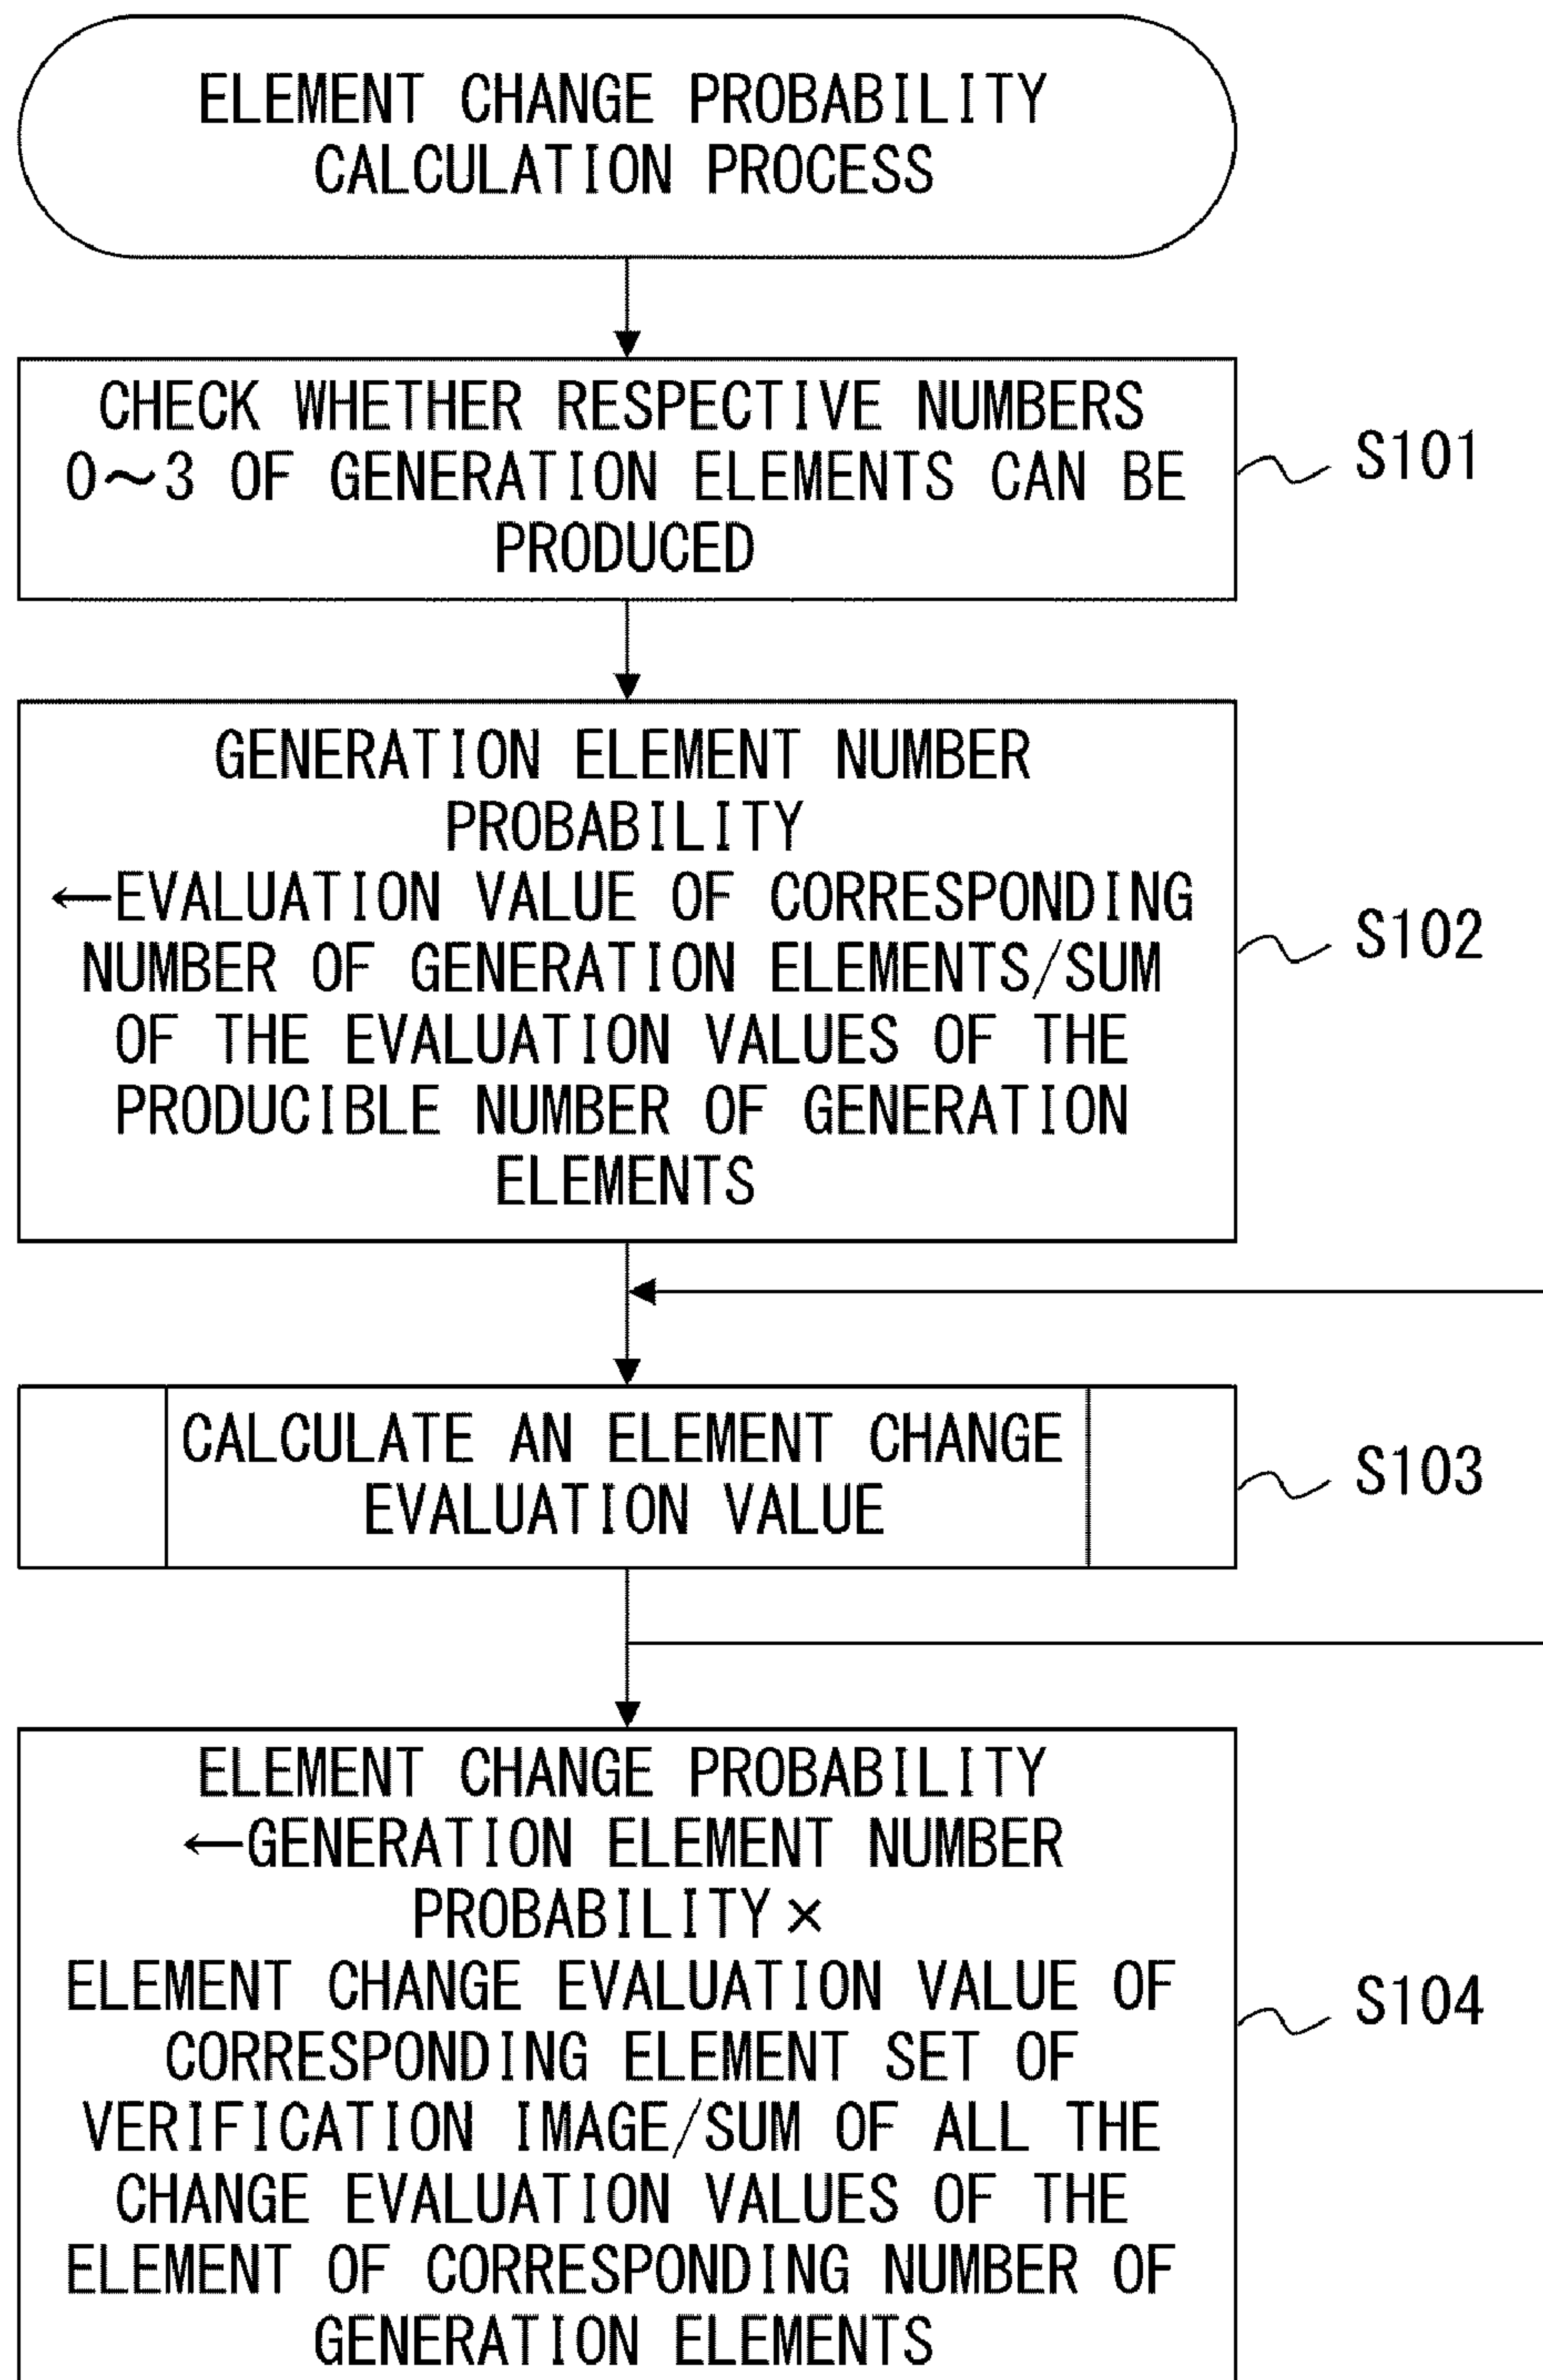 ELEMENT CHANGE PROBABILITY
CALCULATION PROCESS
CHECK WHETHER RESPECTIVE NUMBERS
0～3 OF GENERATION ELEMENTS CAN BE
PRODUCED
S101
GENERATION ELEMENT NUMBER
PROBABILITY
←EVALUATION VALUE OF CORRESPONDING
NUMBER OF GENERATION ELEMENTS/SUM
OF THE EVALUATION VALUES OF THE
PRODUCIBLE NUMBER OF GENERATION
ELEMENTS
S102
CALCULATE AN ELEMENT CHANGE
EVALUATION VALUE
S103
ELEMENT CHANGE PROBABILITY
←GENERATION ELEMENT NUMBER
PROBABILITY×
ELEMENT CHANGE EVALUATION VALUE OF
CORRESPONDING ELEMENT SET OF
VERIFICATION IMAGE/SUM OF ALL THE
CHANGE EVALUATION VALUES OF THE
ELEMENT OF CORRESPONDING NUMBER OF
GENERATION ELEMENTS
S104